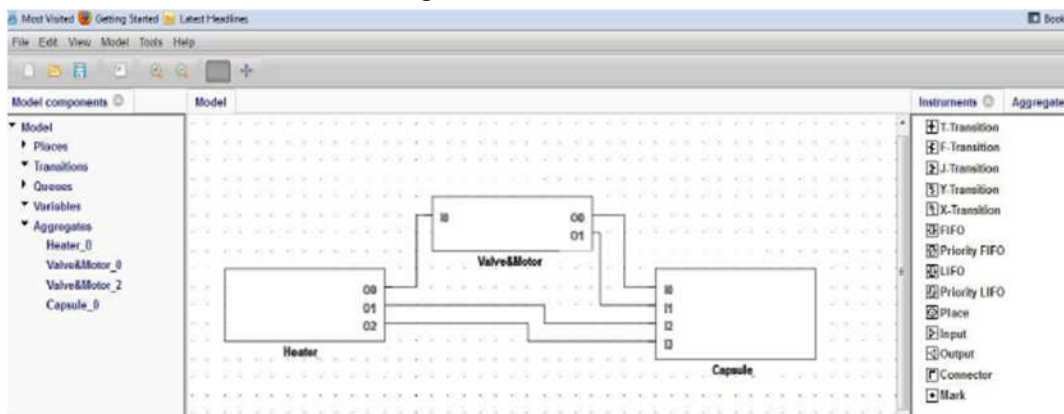 Most Visited Getting Started Latest Headlines Book
File Edit View Model Tools Help
Model components
Model
Places
Transitions
Queues
Variables
Aggregates
Heater_0
Valve&Motor_0
Valve&Motor_2
Capsule_0
Model
I0 O0
O1
Valve&Motor
O0
O1
O2
Heater
I0
I1
I2
I3
Capsule
Instruments Aggregate
T-Transition
F-Transition
J-Transition
Y-Transition
X-Transition
FIFO
Priority FIFO
LIFO
Priority LIFO
Place
Input
Output
Connector
Mark